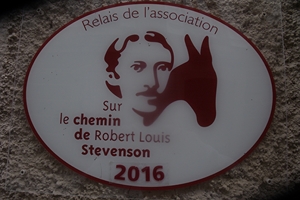 Relais de l'association
Sur
le chemin
de Robert Louis
Stevenson
2016